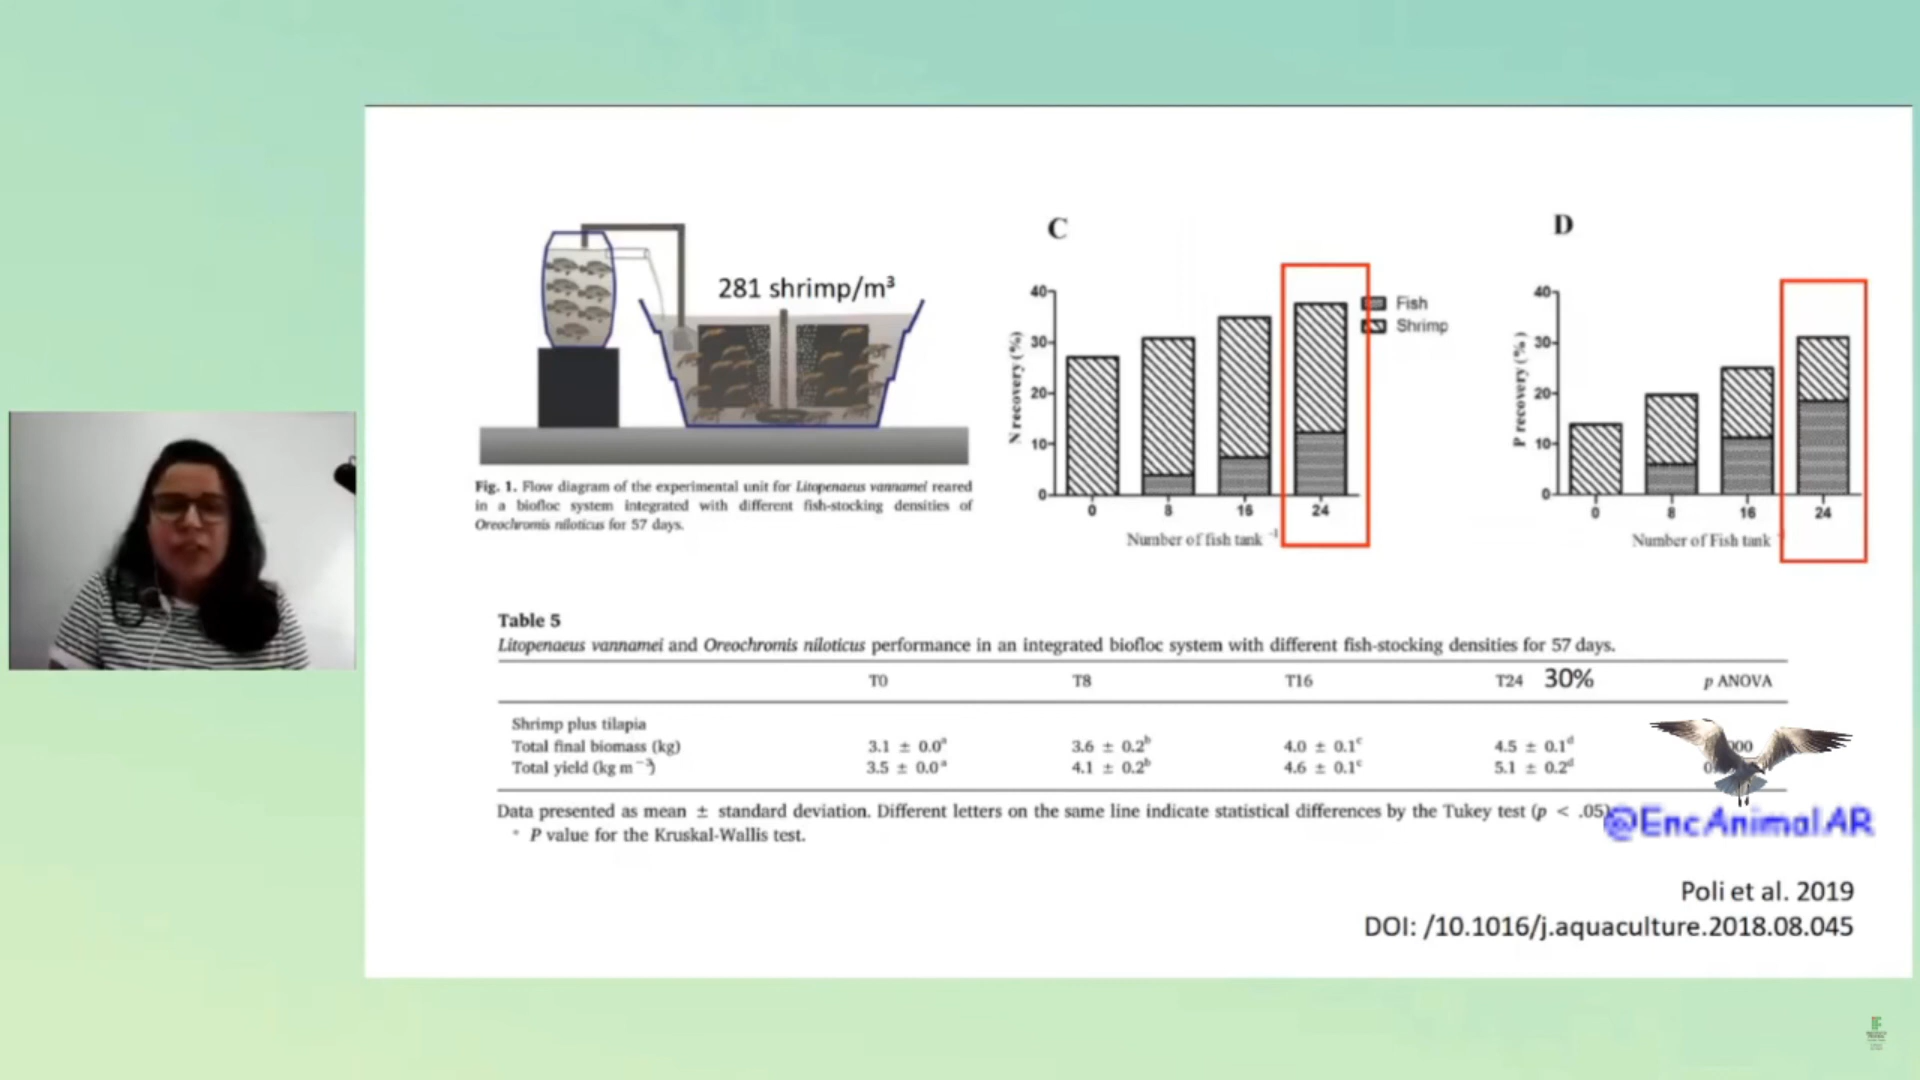 281 shrimp/m³
Fig. 1. Flow diagram of the experimental unit for Litopenaeus vannamei reared
in a biofloc system integrated with different fish-stocking densities of
Oreochromis niloticus for 57 days.
C
N recovery (%)
40
30
20
10
0
0 8 16 24
Number of fish tank ⁻¹
Fish
Shrimp
D
P recovery (%)
40
30
20
10
0
0 8 16 24
Number of Fish tank
Table 5
Litopenaeus vannamei and Oreochromis niloticus performance in an integrated biofloc system with different fish-stocking densities for 57 days.
T0 T8 T16 T24 30% p ANOVA
Shrimp plus tilapia
Total final biomass (kg) 3.1 ± 0.0ᵃ 3.6 ± 0.2ᵇ 4.0 ± 0.1ᶜ 4.5 ± 0.1ᵈ
Total yield (kg m⁻³) 3.5 ± 0.0ᵃ 4.1 ± 0.2ᵇ 4.6 ± 0.1ᶜ 5.1 ± 0.2ᵈ
Data presented as mean ± standard deviation. Different letters on the same line indicate statistical differences by the Tukey test (p < .05)
* P value for the Kruskal-Wallis test.
@EncAnimalAR
Poli et al. 2019
DOI: /10.1016/j.aquaculture.2018.08.045